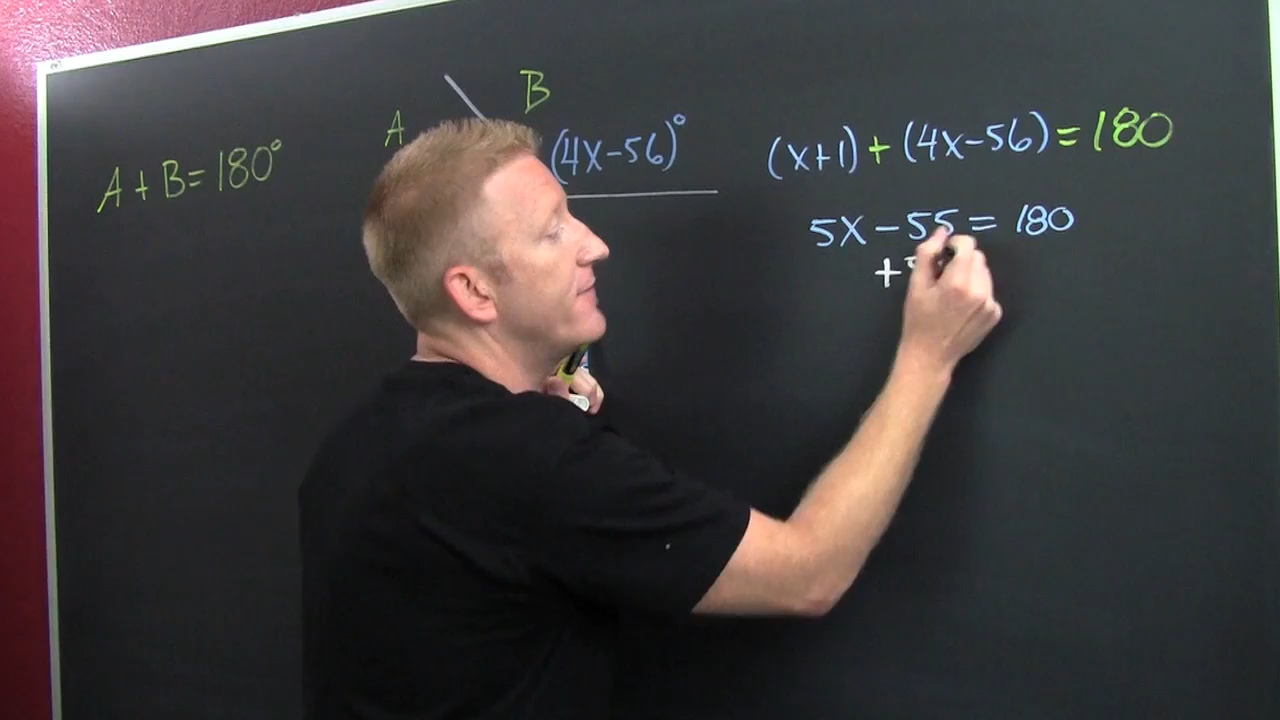 A + B = 180°
A
B
(4x-56)°
(x+1) + (4x-56) = 180
5x - 55 = 180
+